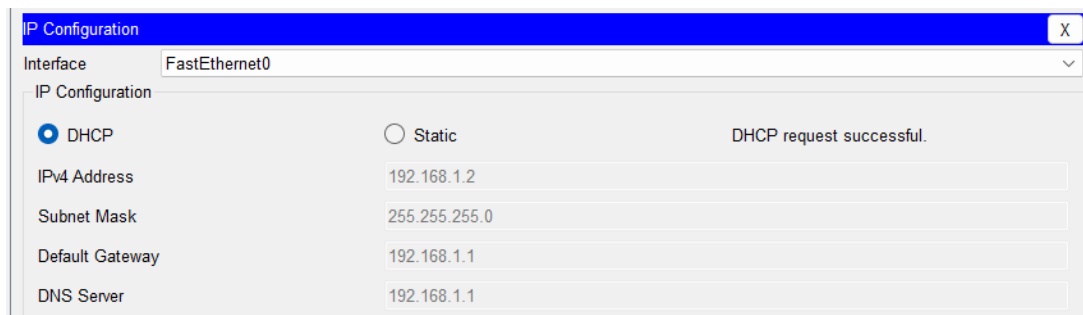 IP Configuration X
Interface FastEthernet0
IP Configuration
DHCP Static DHCP request successful.
IPv4 Address 192.168.1.2
Subnet Mask 255.255.255.0
Default Gateway 192.168.1.1
DNS Server 192.168.1.1